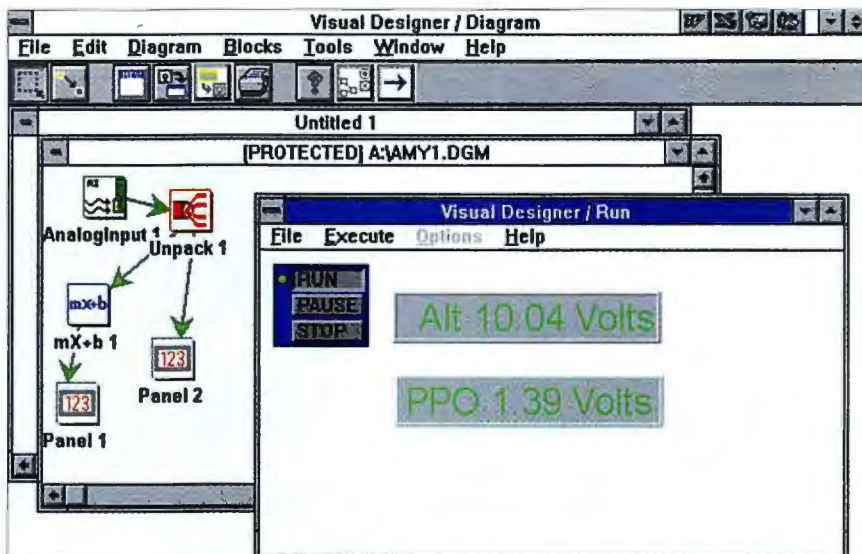 Visual Designer / Diagram
File Edit Diagram Blocks Tools Window Help
Untitled 1
[PROTECTED] A:\AMY1.DGM
AnalogInput 1
Unpack 1
mX+b
mX+b 1
123
Panel 2
123
Panel 1
Visual Designer / Run
File Execute Options Help
RUN
PAUSE
STOP
Alt 10.04 Volts
PPO 1.39 Volts